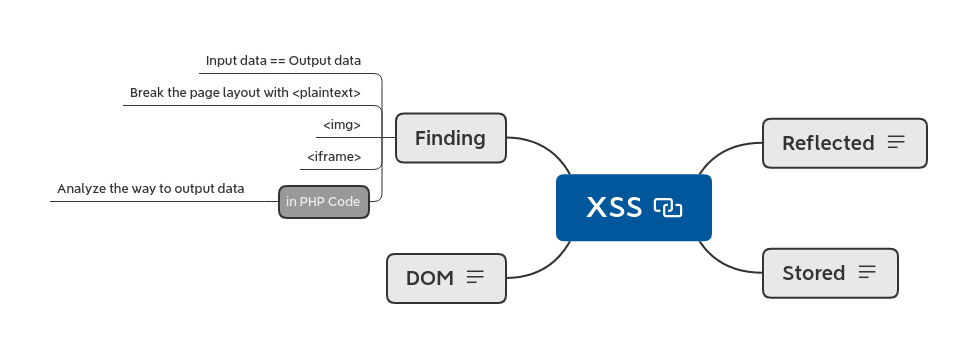 Input data == Output data
Break the page layout with <plaintext>
<img>
<iframe>
Analyze the way to output data
in PHP Code
Finding
DOM
XSS
Reflected
Stored